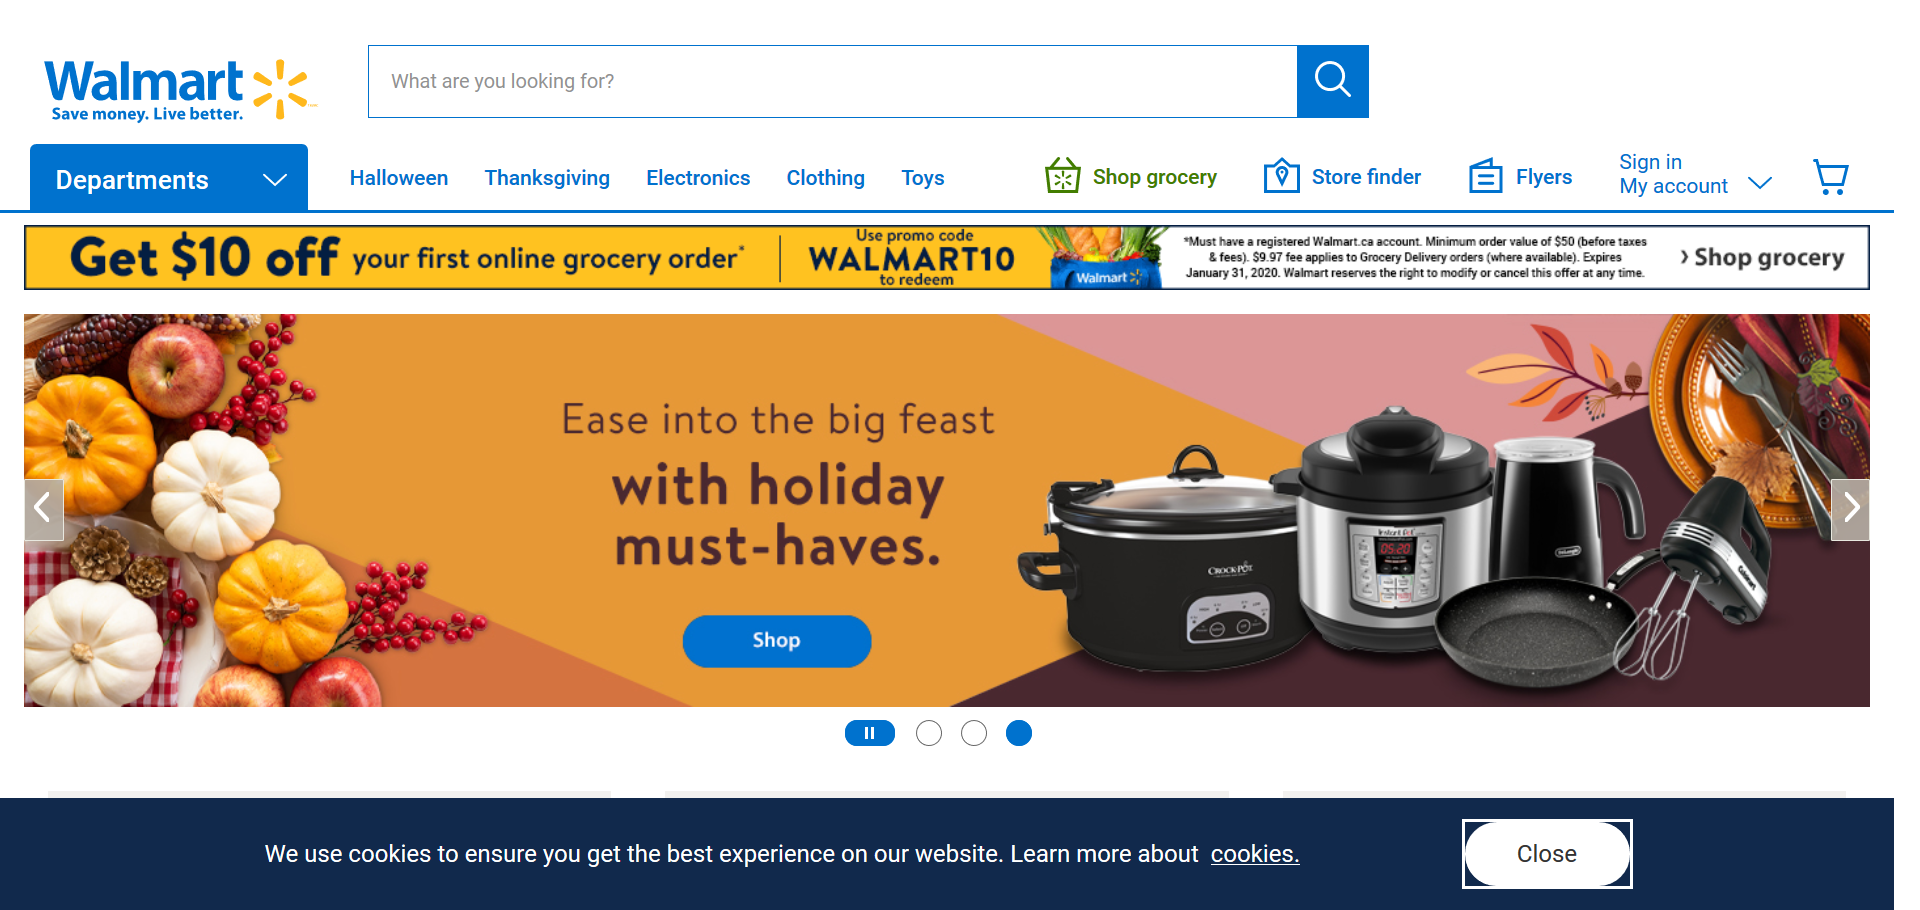 Walmart
Save money. Live better.
What are you looking for?
Departments
Halloween
Thanksgiving
Electronics
Clothing
Toys
Shop grocery
Store finder
Flyers
Sign in
My account
Get $10 off your first online grocery order*
Use promo code
WALMART10
to redeem
Walmart
*Must have a registered Walmart.ca account. Minimum order value of $50 (before taxes
& fees). $9.97 fee applies to Grocery Delivery orders (where available). Expires
January 31, 2020. Walmart reserves the right to modify or cancel this offer at any time.
› Shop grocery
Ease into the big feast
with holiday
must-haves.
Shop
CROCK-POT
Instant Pot
05:20
DeLonghi
Cuisinart
We use cookies to ensure you get the best experience on our website. Learn more about cookies.
Close